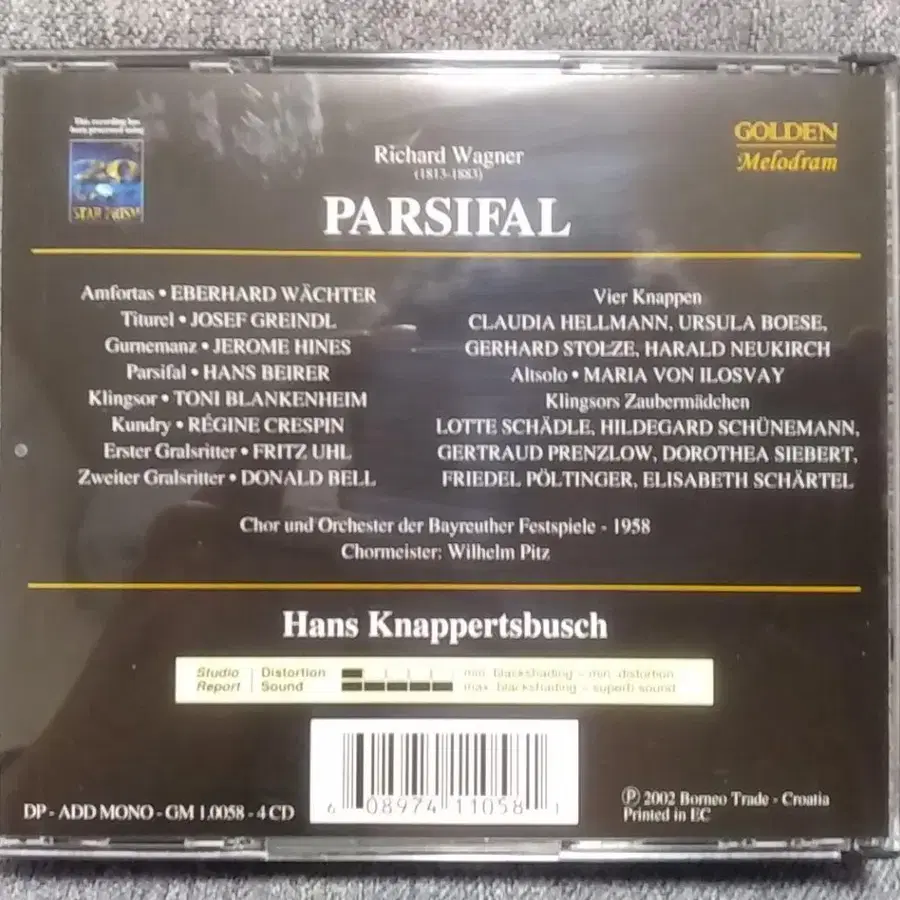 This recording has
been processed using
20
STAR PRISM
GOLDEN
Melodram
Richard Wagner
(1813-1883)
PARSIFAL
Amfortas • EBERHARD WÄCHTER
Titurel • JOSEF GREINDL
Gurnemanz • JEROME HINES
Parsifal • HANS BEIRER
Klingsor • TONI BLANKENHEIM
Kundry • RÉGINE CRESPIN
Erster Gralsritter • FRITZ UHL
Zweiter Gralsritter • DONALD BELL
Vier Knappen
CLAUDIA HELLMANN, URSULA BOESE,
GERHARD STOLZE, HARALD NEUKIRCH
Altsolo • MARIA VON ILOSVAY
Klingsors Zaubermädchen
LOTTE SCHÄDLE, HILDEGARD SCHÜNEMANN,
GERTRAUD PRENZLOW, DOROTHEA SIEBERT,
FRIEDEL PÖLTINGER, ELISABETH SCHÄRTEL
Chor und Orchester der Bayreuther Festspiele - 1958
Chormeister: Wilhelm Pitz
Hans Knappertsbusch
Studio Distortion min. blackshading – min. distortion
Report Sound max. blackshading – superb sound
6 08974 11058 1
DP - ADD MONO - GM 1.0058 - 4 CD
℗ 2002 Borneo Trade - Croatia
Printed in EC